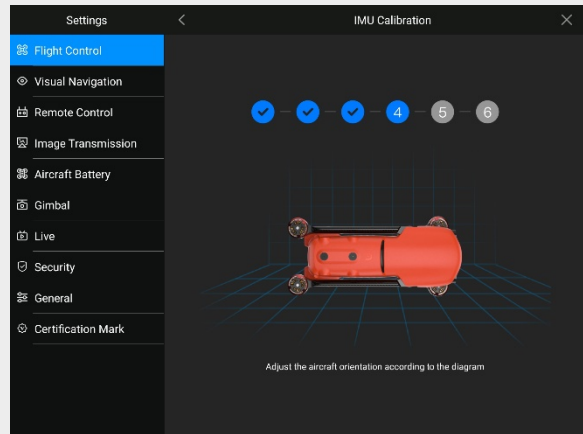 Settings
IMU Calibration
Flight Control
Visual Navigation
Remote Control
Image Transmission
Aircraft Battery
Gimbal
Live
Security
General
Certification Mark
4 5 6
Adjust the aircraft orientation according to the diagram